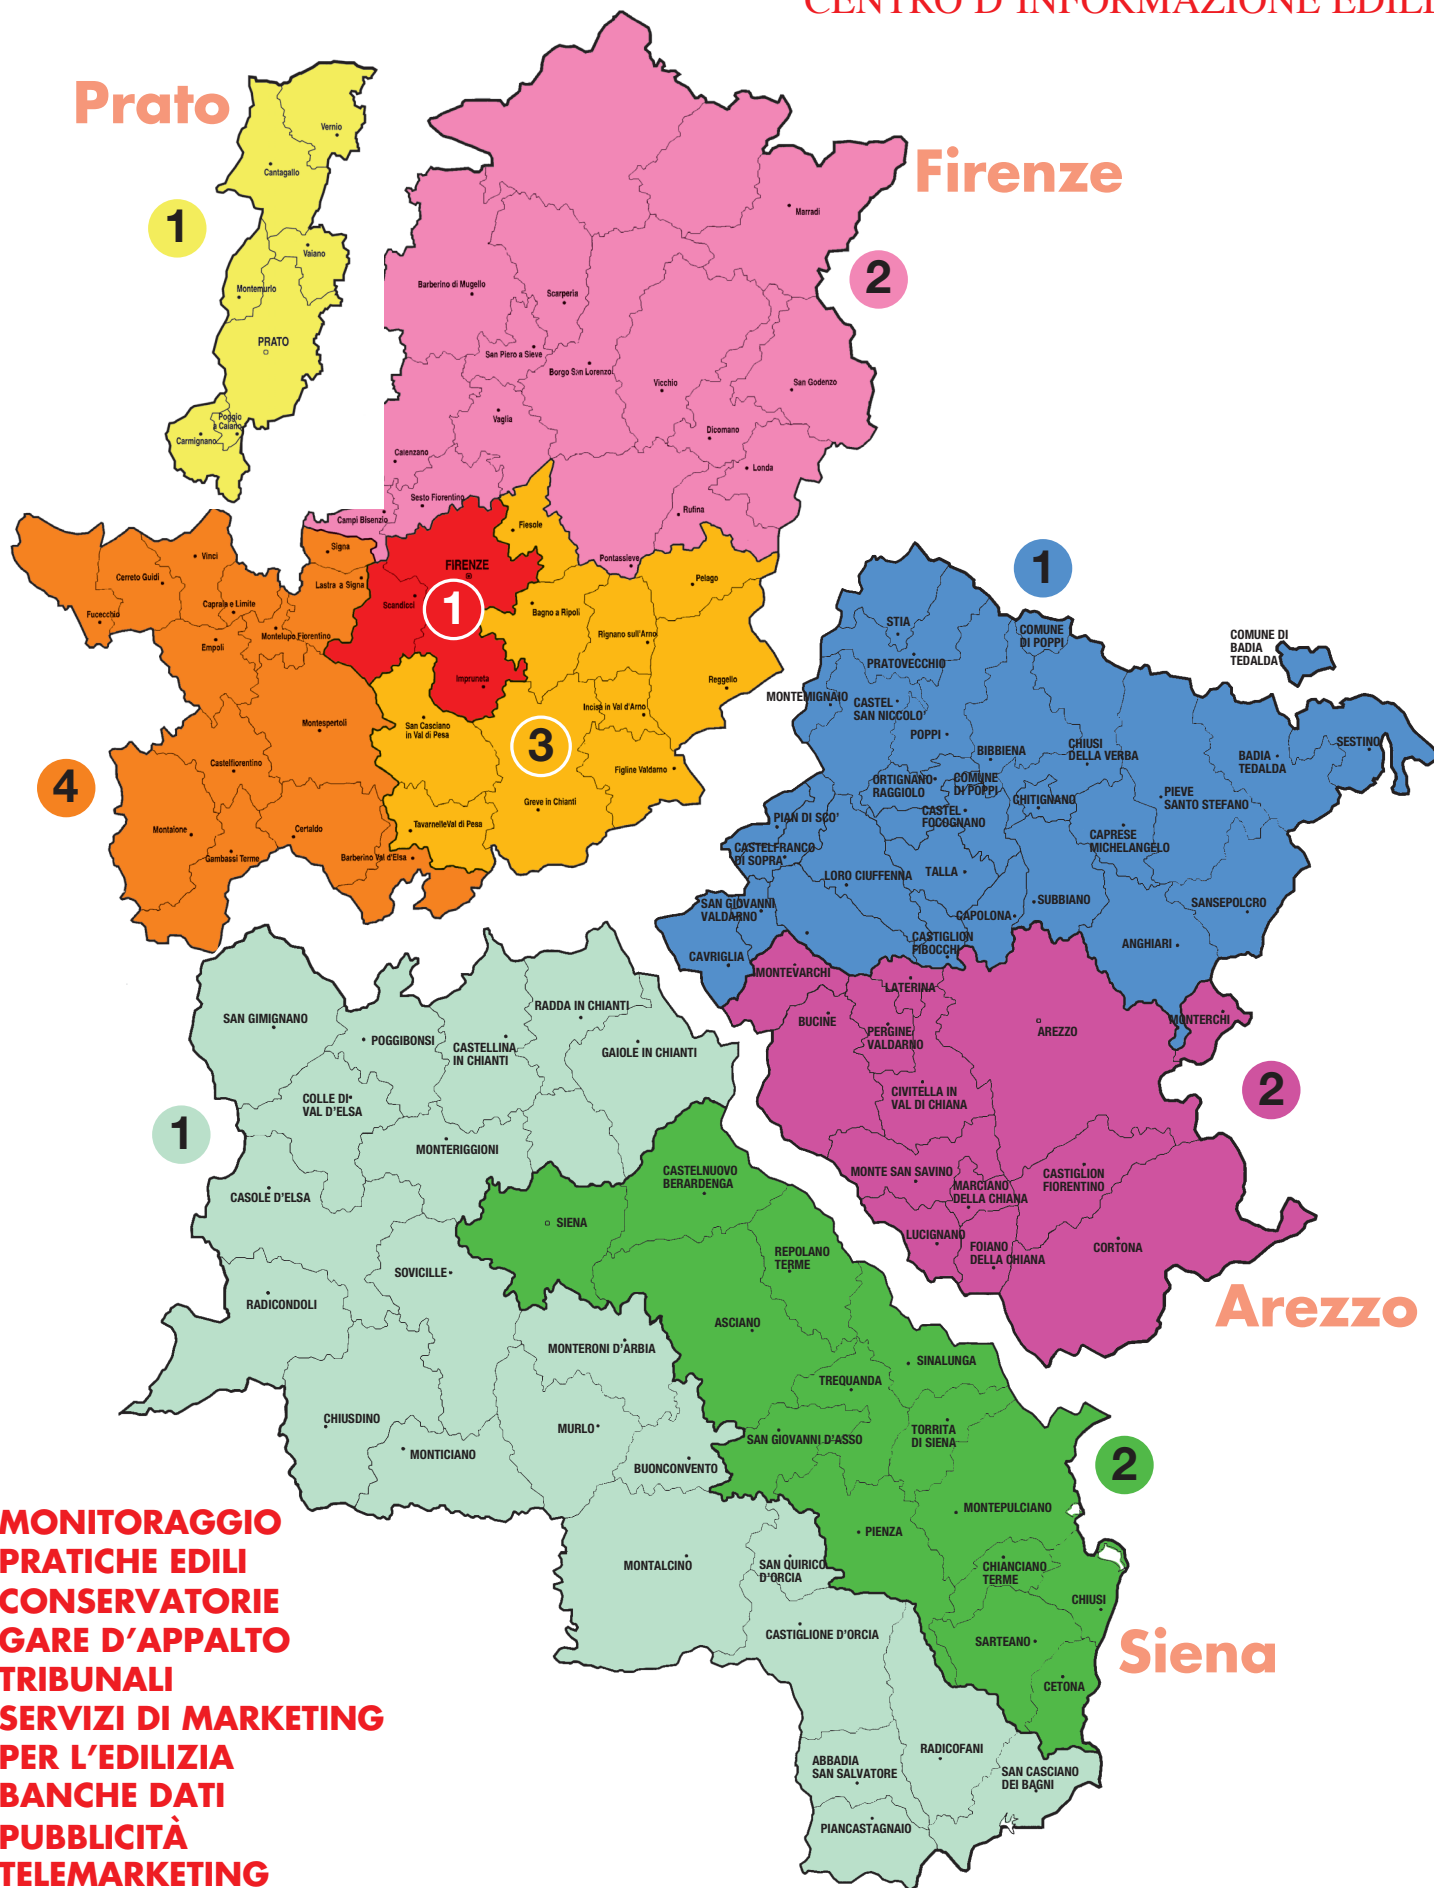 CENTRO D'INFORMAZIONE EDILI
Prato
Vernio
Cantagallo
1
Vaiano
Montemurlo
PRATO
Poggio
a Caiano
Carmignano
Firenze
Marradi
2
Barberino di Mugello
Scarperia
San Piero a Sieve
Borgo San Lorenzo
Vicchio
San Godenzo
Vaglia
Dicomano
Calenzano
Londa
Sesto Fiorentino
Rufina
Campi Bisenzio
Pontassieve
Fiesole
FIRENZE
1
Scandicci
Impruneta
Signa
Lastra a Signa
Vinci
Cerreto Guidi
Capraia e Limite
Fucecchio
Montelupo Fiorentino
Empoli
Montespertoli
Castelfiorentino
4
Montaione
Certaldo
Gambassi Terme
Barberino Val d'Elsa
Pelago
Bagno a Ripoli
Rignano sull'Arno
Reggello
Incisa in Val d'Arno
San Casciano
in Val di Pesa
3
Figline Valdarno
Greve in Chianti
TavarnelleVal di Pesa
1
STIA
COMUNE
DI POPPI
COMUNE DI
BADIA
TEDALDA
PRATOVECCHIO
MONTEMIGNAIO
CASTEL
SAN NICCOLO'
POPPI
BIBBIENA
CHIUSI
DELLA VERBA
BADIA
TEDALDA
SESTINO
ORTIGNANO
RAGGIOLO
COMUNE
DI POPPI
CHITIGNANO
PIEVE
SANTO STEFANO
CASTEL
FOCOGNANO
PIAN DI SCO'
CAPRESE
MICHELANGELO
CASTELFRANCO
DI SOPRA
LORO CIUFFENNA
TALLA
SUBBIANO
SANSEPOLCRO
SAN GIOVANNI
VALDARNO
CAPOLONA
CASTIGLION
FIBOCCHI
ANGHIARI
CAVRIGLIA
MONTEVARCHI
LATERINA
BUCINE
PERGINE
VALDARNO
AREZZO
MONTERCHI
CIVITELLA IN
VAL DI CHIANA
2
MONTE SAN SAVINO
MARCIANO
DELLA CHIANA
CASTIGLION
FIORENTINO
LUCIGNANO
FOIANO
DELLA CHIANA
CORTONA
Arezzo
SAN GIMIGNANO
RADDA IN CHIANTI
POGGIBONSI
CASTELLINA
IN CHIANTI
GAIOLE IN CHIANTI
COLLE DI
VAL D'ELSA
1
MONTERIGGIONI
CASOLE D'ELSA
CASTELNUOVO
BERARDENGA
SIENA
SOVICILLE
REPOLANO
TERME
RADICONDOLI
ASCIANO
MONTERONI D'ARBIA
SINALUNGA
TREQUANDA
CHIUSDINO
MURLO
TORRITA
DI SIENA
SAN GIOVANNI D'ASSO
MONTICIANO
BUONCONVENTO
2
MONTEPULCIANO
PIENZA
MONTALCINO
SAN QUIRICO
D'ORCIA
CHIANCIANO
TERME
CHIUSI
CASTIGLIONE D'ORCIA
SARTEANO
Siena
CETONA
RADICOFANI
ABBADIA
SAN SALVATORE
SAN CASCIANO
DEI BAGNI
PIANCASTAGNAIO
MONITORAGGIO
PRATICHE EDILI
CONSERVATORIE
GARE D'APPALTO
TRIBUNALI
SERVIZI DI MARKETING
PER L'EDILIZIA
BANCHE DATI
PUBBLICITÀ
TELEMARKETING